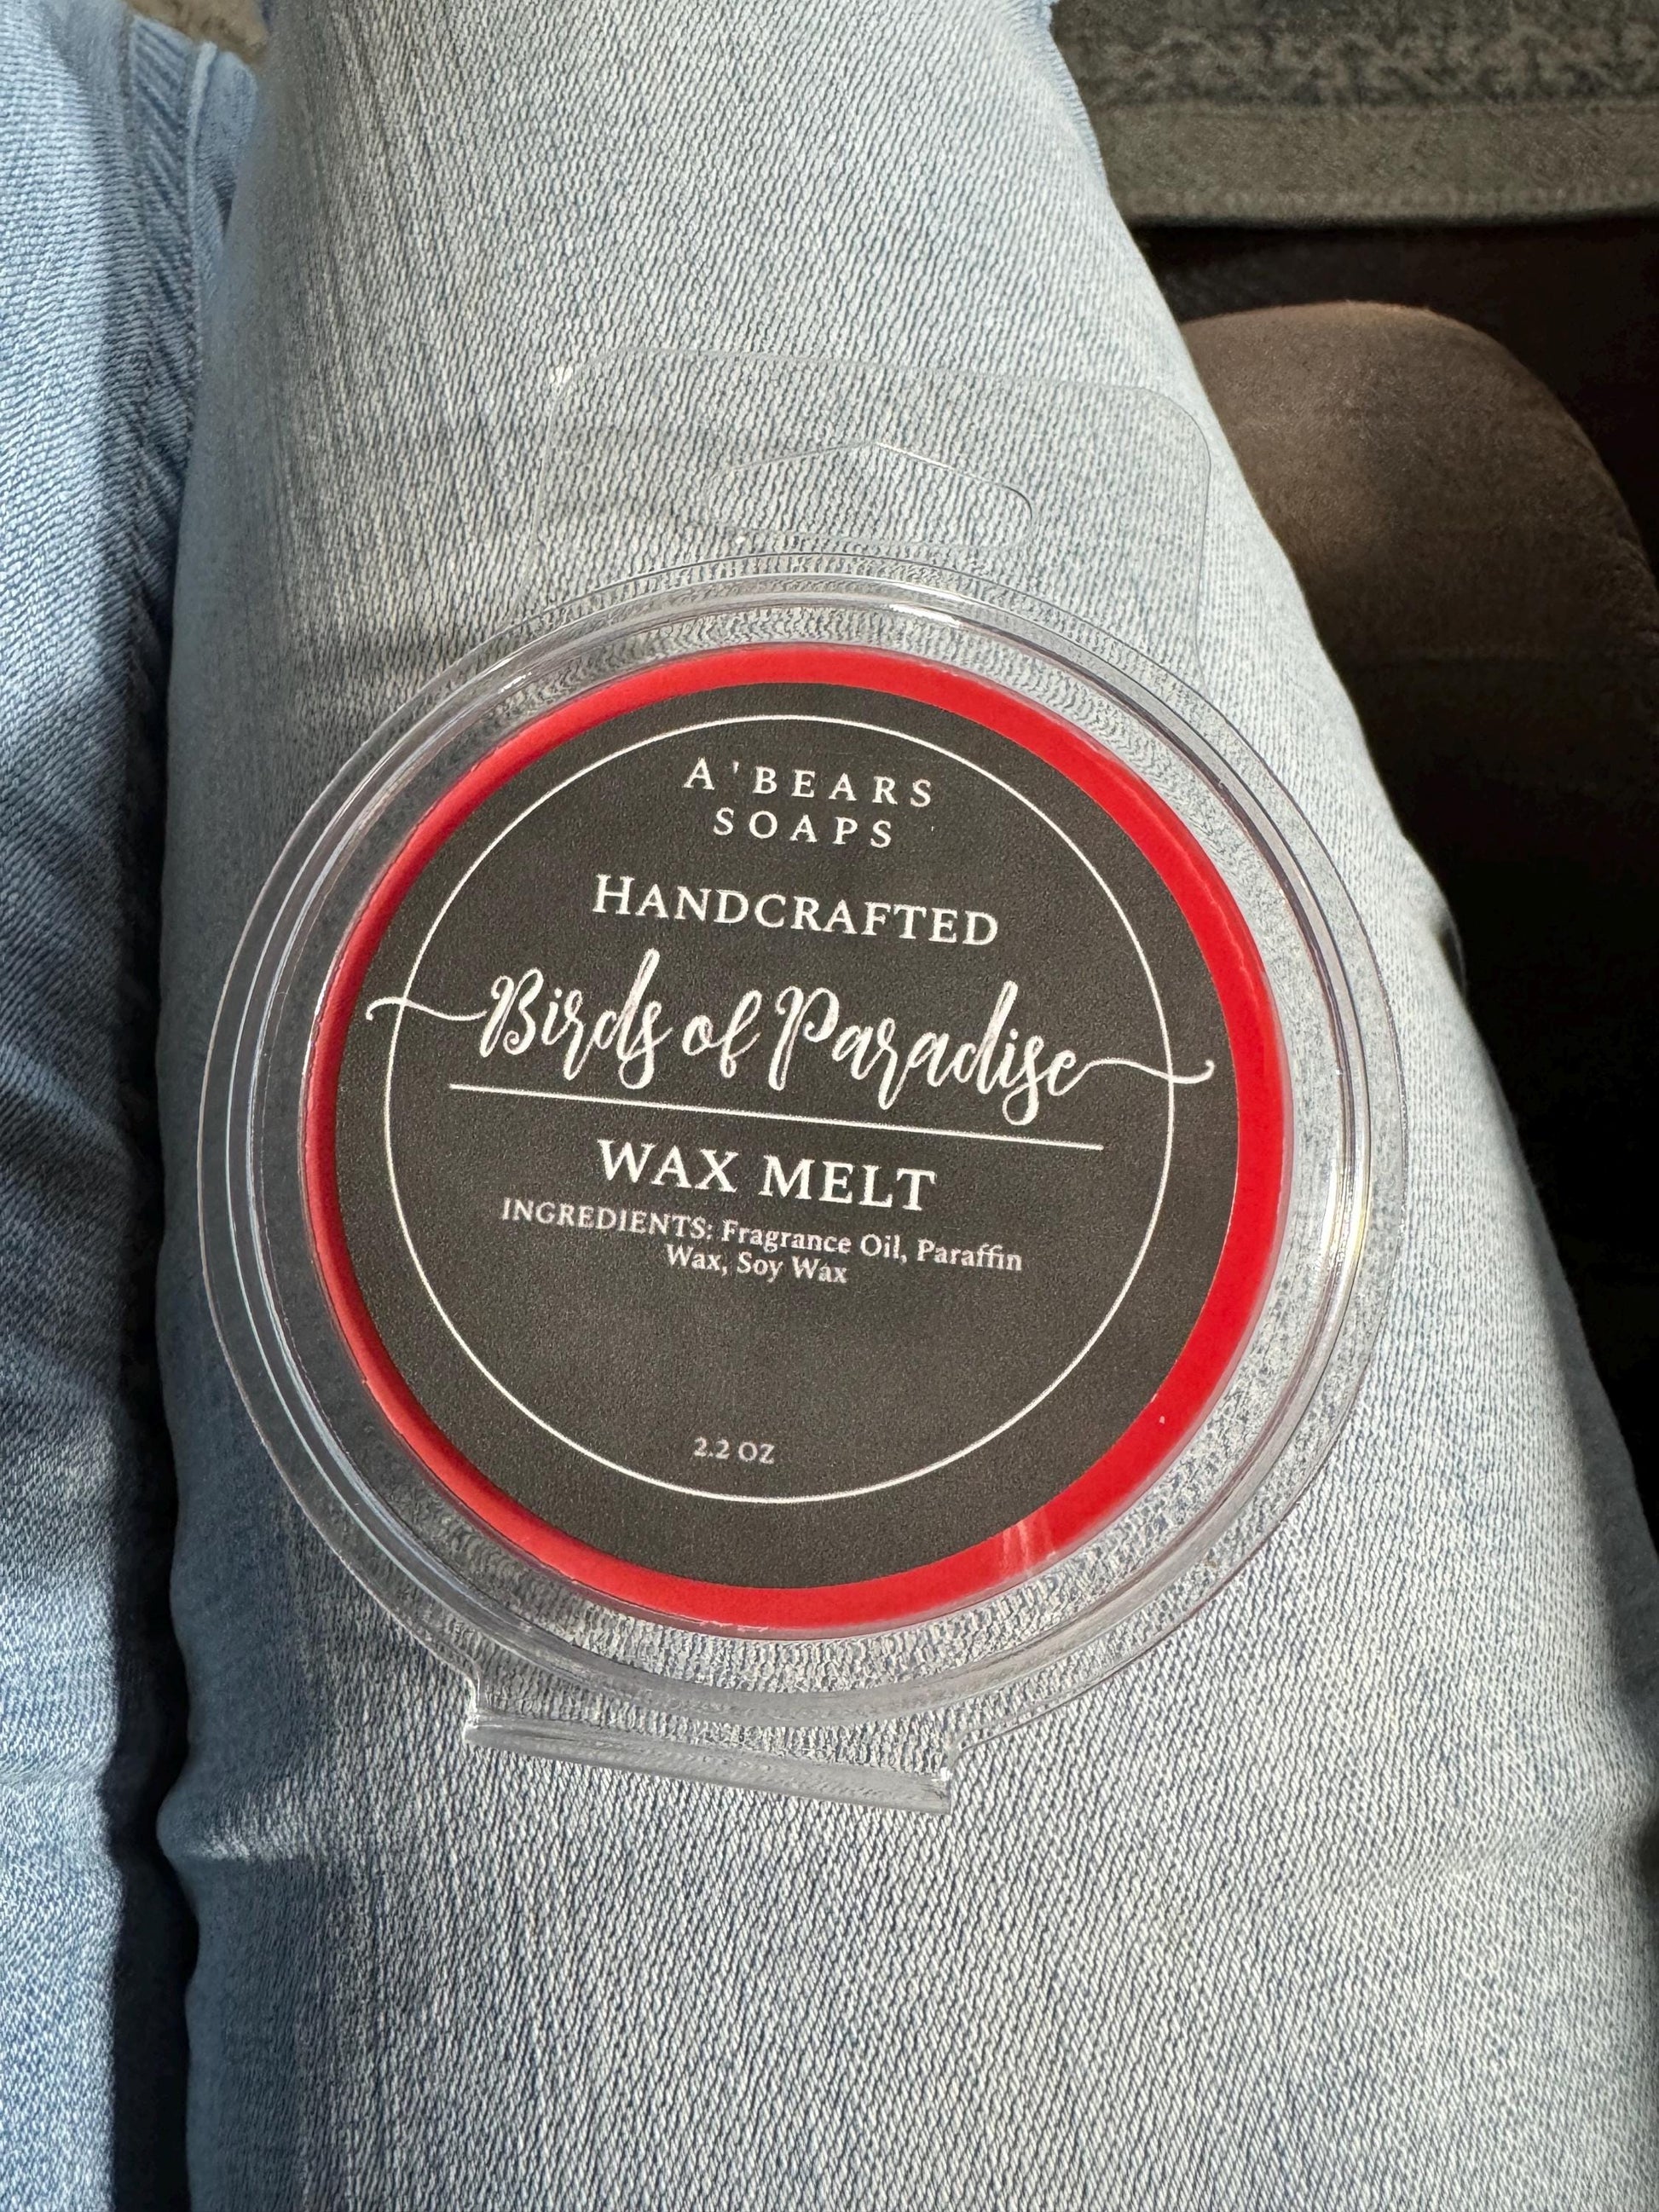 A'BEARS
SOAPS
HANDCRAFTED
Birds of Paradise
WAX MELT
INGREDIENTS: Fragrance Oil, Paraffin
Wax, Soy Wax
2.2 OZ